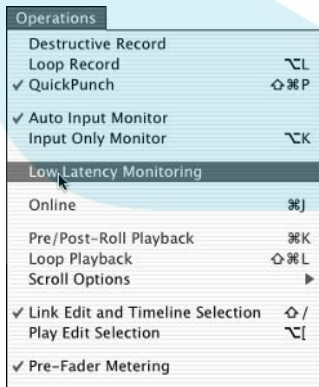 Operations
Destructive Record
Loop Record ⌥L
✓ QuickPunch ⇧⌘P
✓ Auto Input Monitor
Input Only Monitor ⌥K
Low Latency Monitoring
Online ⌘J
Pre/Post-Roll Playback ⌘K
Loop Playback ⇧⌘L
Scroll Options ▶
✓ Link Edit and Timeline Selection ⇧/
Play Edit Selection ⌥[
✓ Pre-Fader Metering